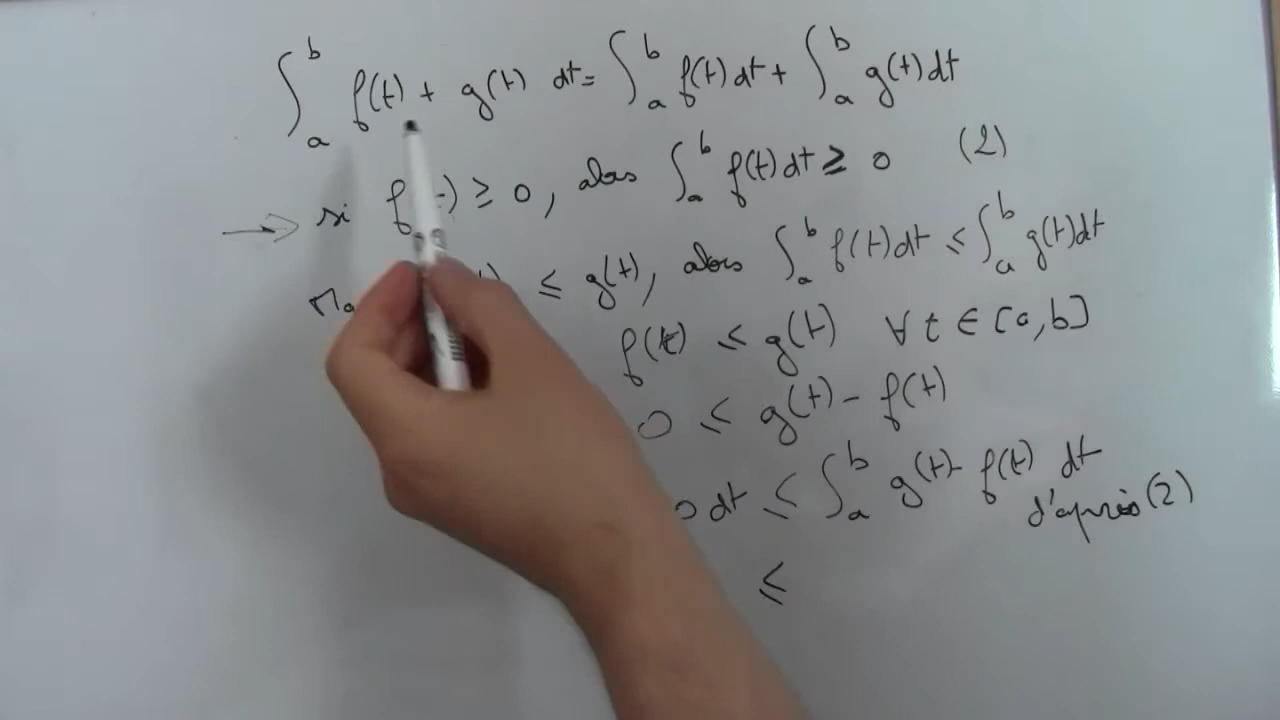 ∫_a^b f(t) + g(t) dt = ∫_a^b f(t) dt + ∫_a^b g(t) dt
→ si f( ) ≥ 0, alors ∫_a^b f(t) dt ≥ 0 (2)
≤ g(t), alors ∫_a^b f(t) dt ≤ ∫_a^b g(t) dt
f(t) ≤ g(t) ∀ t ∈ [a, b]
0 ≤ g(t) - f(t)
0 dt ≤ ∫_a^b g(t) - f(t) dt
d'après (2)
≤